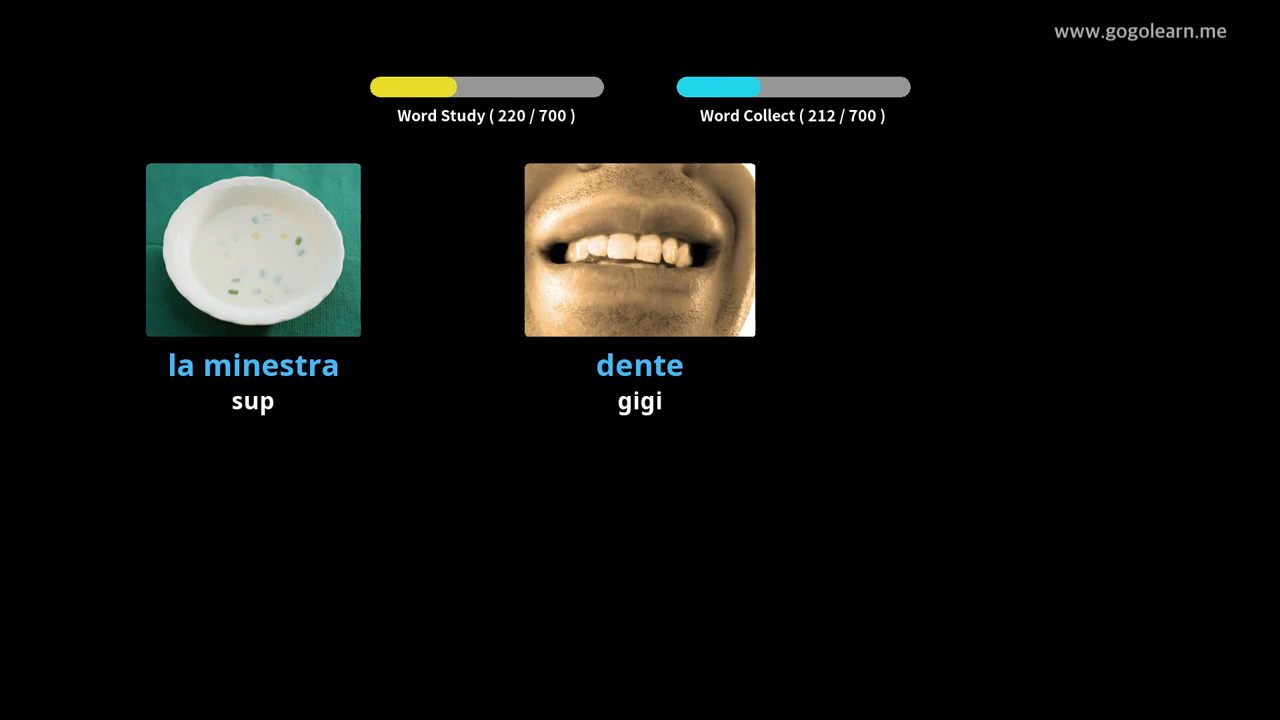 www.gogolearn.me
Word Study ( 220 / 700 )
Word Collect ( 212 / 700 )
la minestra
sup
dente
gigi